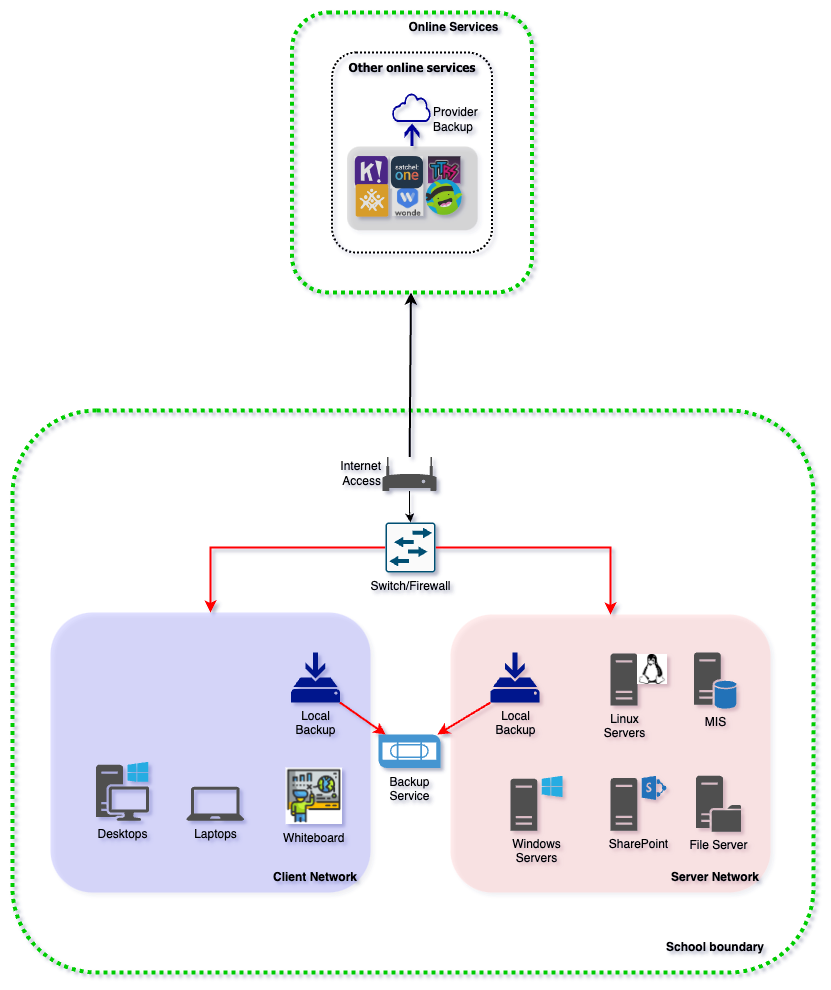 Online Services
Other online services
Provider
Backup
K!
satchel:
one
TTRS
W
wonde
Internet
Access
Switch/Firewall
Local
Backup
Local
Backup
Linux
Servers
MIS
Backup
Service
Desktops
Laptops
Whiteboard
Windows
Servers
S
SharePoint
File Server
Client Network
Server Network
School boundary